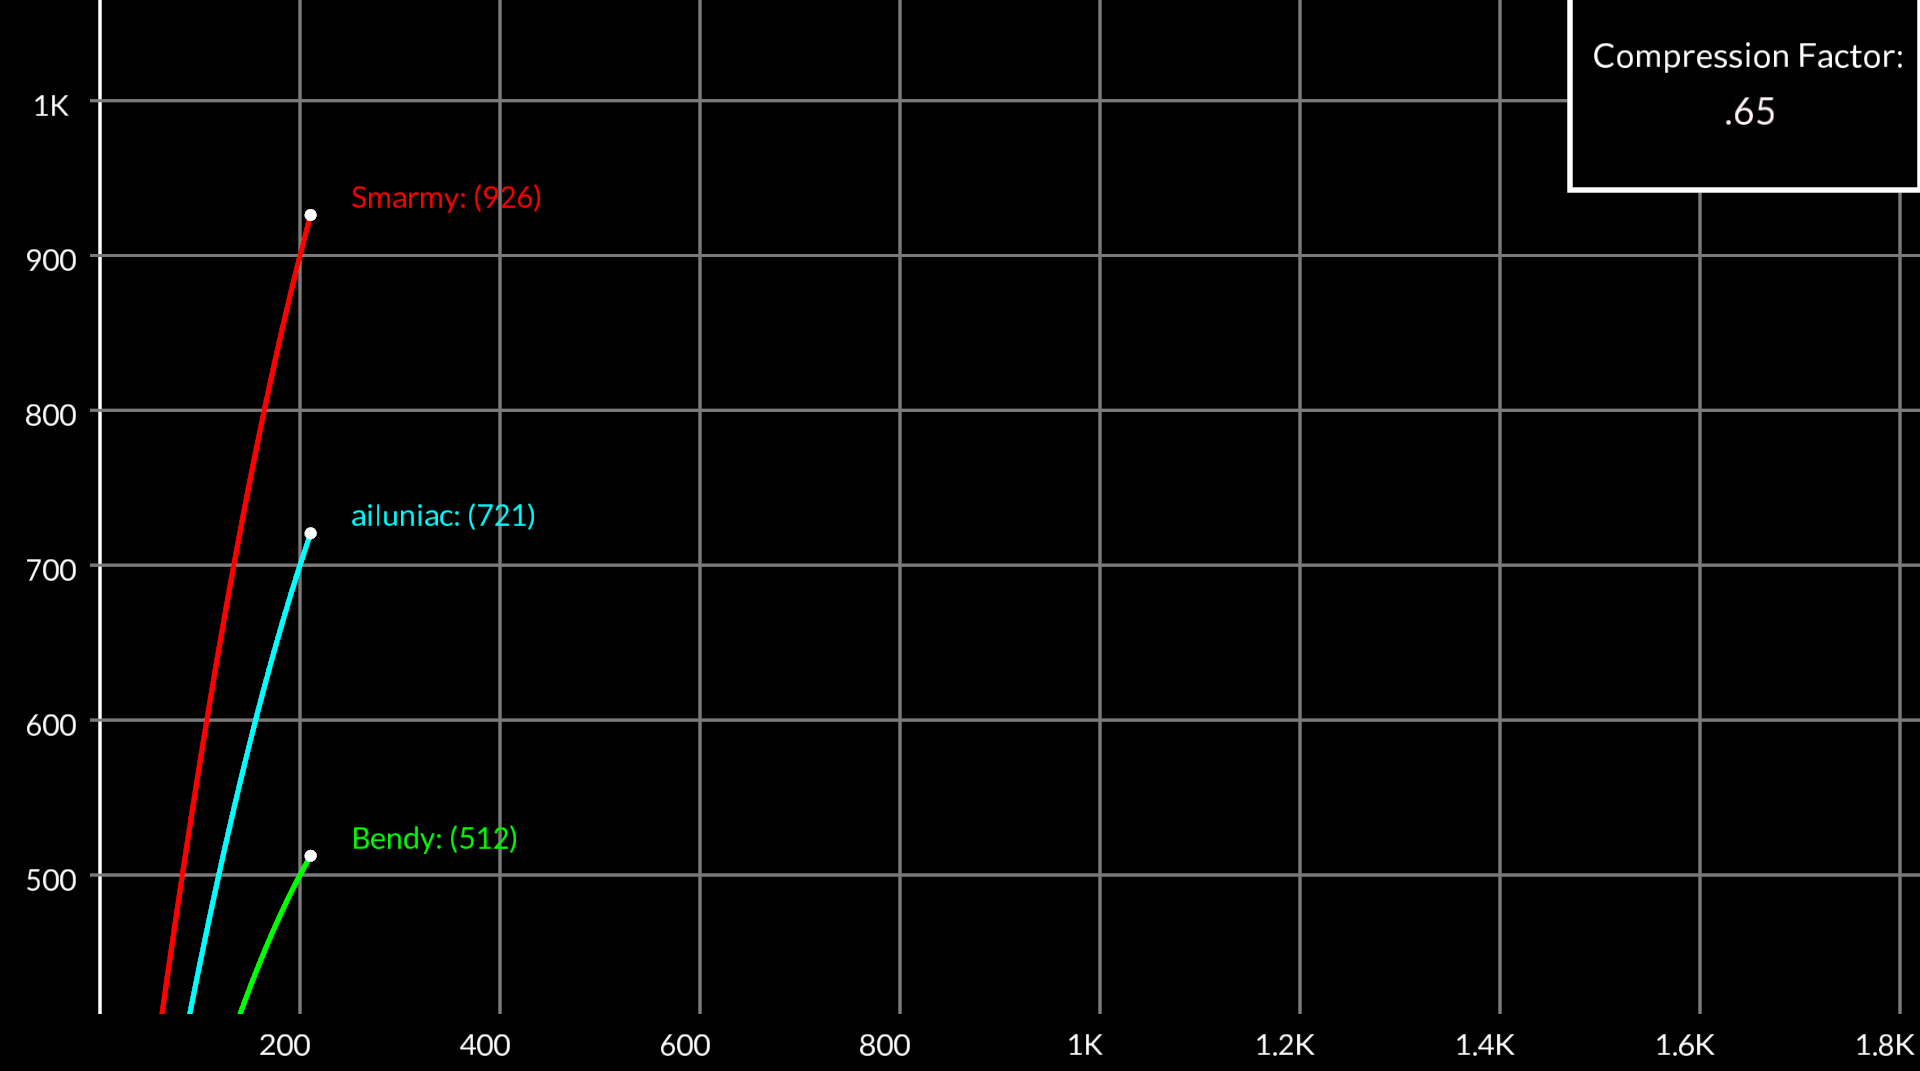 Compression Factor:
.65
1K
Smarmy: (926)
900
800
ailuniac: (721)
700
600
Bendy: (512)
500
200 400 600 800 1K 1.2K 1.4K 1.6K 1.8K